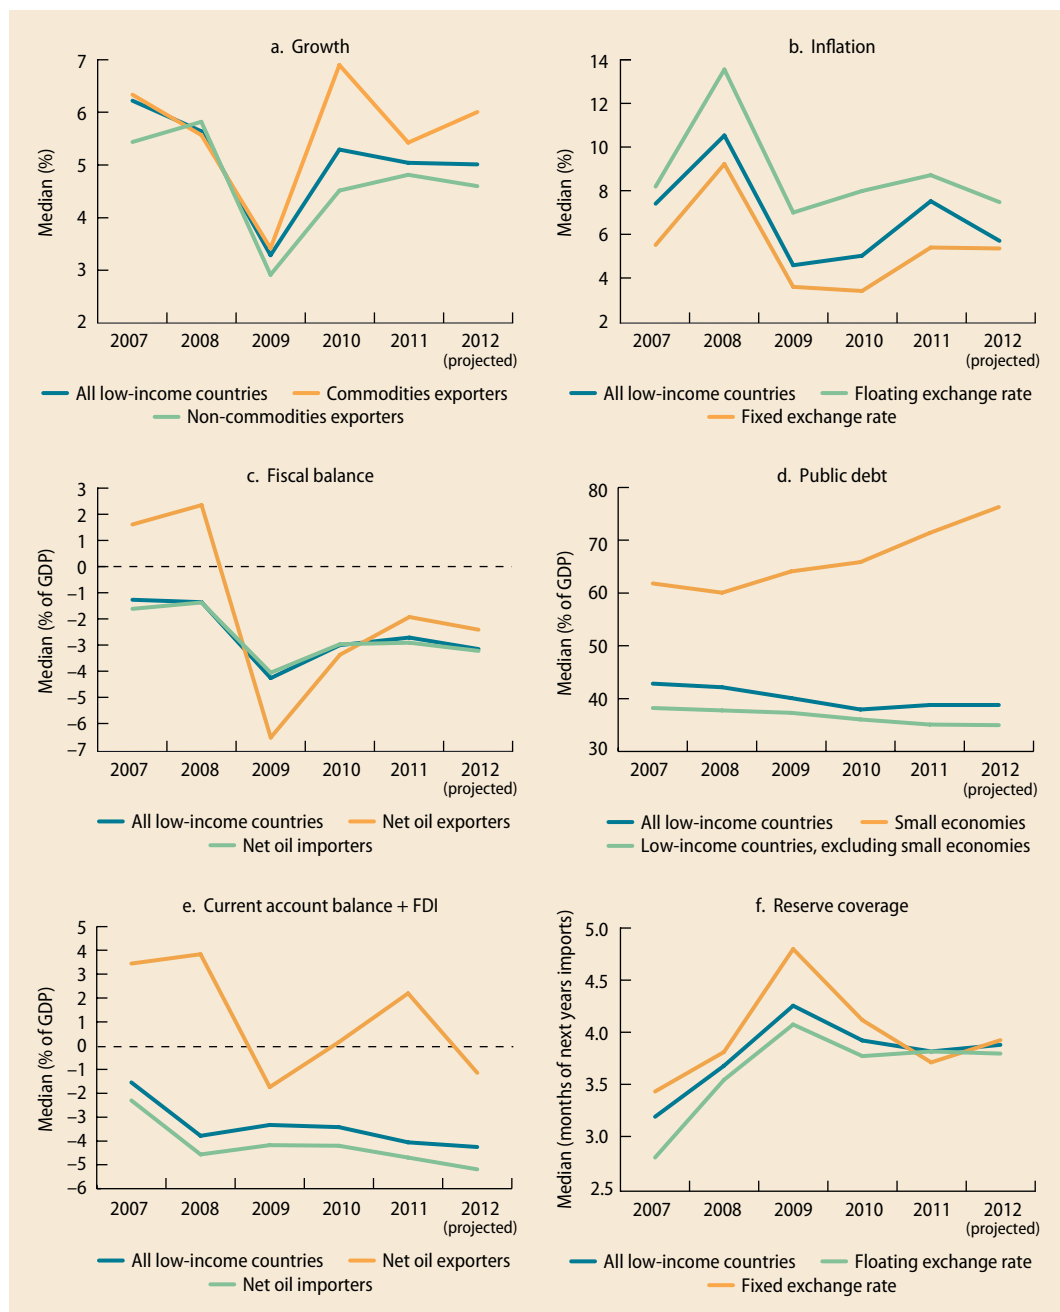 a. Growth
7
6
5
4
3
2
Median (%)
2007 2008 2009 2010 2011 2012
(projected)
All low-income countries Commodities exporters
Non-commodities exporters
b. Inflation
14
12
10
8
6
4
2
Median (%)
2007 2008 2009 2010 2011 2012
(projected)
All low-income countries Floating exchange rate
Fixed exchange rate
c. Fiscal balance
3
2
1
0
–1
–2
–3
–4
–5
–6
–7
Median (% of GDP)
2007 2008 2009 2010 2011 2012
(projected)
All low-income countries Net oil exporters
Net oil importers
d. Public debt
80
70
60
50
40
30
Median (% of GDP)
2007 2008 2009 2010 2011 2012
(projected)
All low-income countries Small economies
Low-income countries, excluding small economies
e. Current account balance + FDI
5
4
3
2
1
0
–1
–2
–3
–4
–5
–6
Median (% of GDP)
2007 2008 2009 2010 2011 2012
(projected)
All low-income countries Net oil exporters
Net oil importers
f. Reserve coverage
5.0
4.5
4.0
3.5
3.0
2.5
Median (months of next years imports)
2007 2008 2009 2010 2011 2012
(projected)
All low-income countries Floating exchange rate
Fixed exchange rate